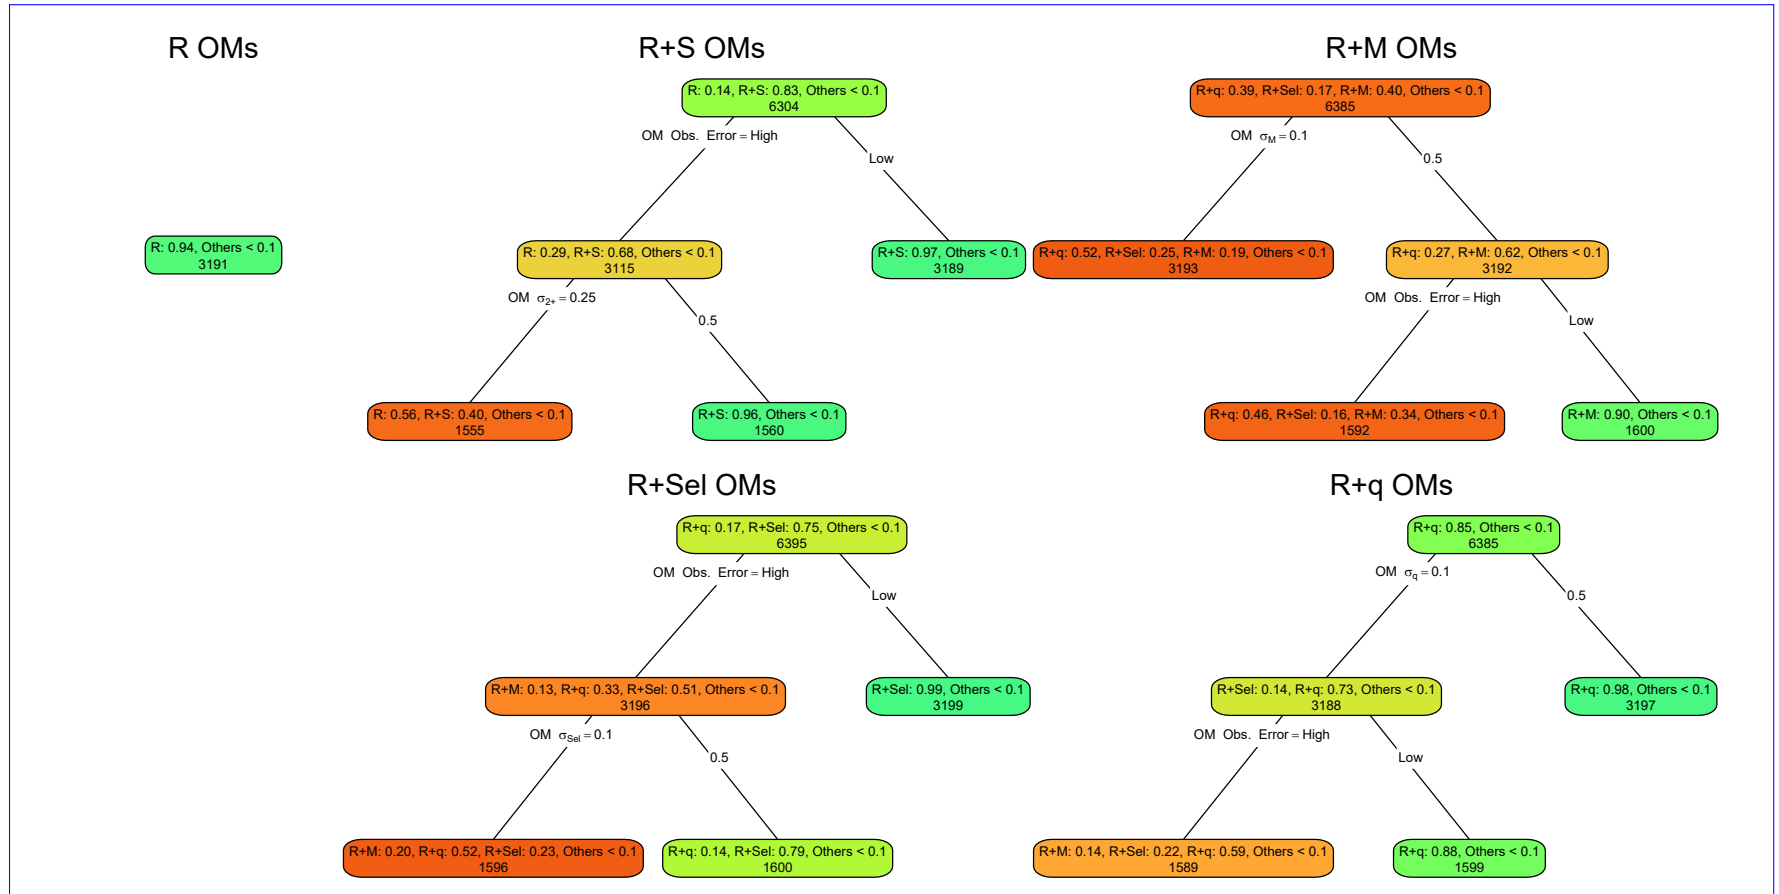 R OMs
R+S OMs
R+M OMs
R: 0.14, R+S: 0.83, Others < 0.1
6304
R+q: 0.39, R+Sel: 0.17, R+M: 0.40, Others < 0.1
6385
OM Obs. Error = High
Low
OM σM = 0.1
0.5
R: 0.94, Others < 0.1
3191
R: 0.29, R+S: 0.68, Others < 0.1
3115
R+S: 0.97, Others < 0.1
3189
R+q: 0.52, R+Sel: 0.25, R+M: 0.19, Others < 0.1
3193
R+q: 0.27, R+M: 0.62, Others < 0.1
3192
OM σ2+ = 0.25
0.5
OM Obs. Error = High
Low
R: 0.56, R+S: 0.40, Others < 0.1
1555
R+S: 0.96, Others < 0.1
1560
R+q: 0.46, R+Sel: 0.16, R+M: 0.34, Others < 0.1
1592
R+M: 0.90, Others < 0.1
1600
R+Sel OMs
R+q OMs
R+q: 0.17, R+Sel: 0.75, Others < 0.1
6395
R+q: 0.85, Others < 0.1
6385
OM Obs. Error = High
Low
OM σq = 0.1
0.5
R+M: 0.13, R+q: 0.33, R+Sel: 0.51, Others < 0.1
3196
R+Sel: 0.99, Others < 0.1
3199
R+Sel: 0.14, R+q: 0.73, Others < 0.1
3188
R+q: 0.98, Others < 0.1
3197
OM σSel = 0.1
0.5
OM Obs. Error = High
Low
R+M: 0.20, R+q: 0.52, R+Sel: 0.23, Others < 0.1
1596
R+q: 0.14, R+Sel: 0.79, Others < 0.1
1600
R+M: 0.14, R+Sel: 0.22, R+q: 0.59, Others < 0.1
1589
R+q: 0.88, Others < 0.1
1599